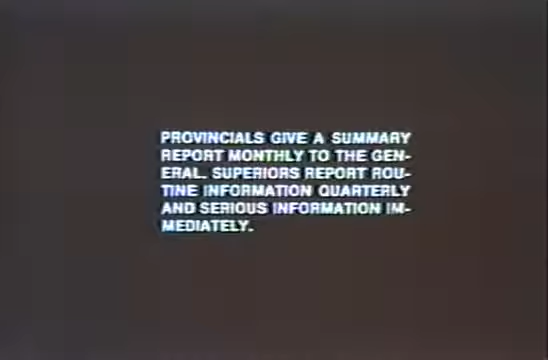 PROVINCIALS GIVE A SUMMARY
REPORT MONTHLY TO THE GEN-
ERAL. SUPERIORS REPORT ROU-
TINE INFORMATION QUARTERLY
AND SERIOUS INFORMATION IM-
MEDIATELY.